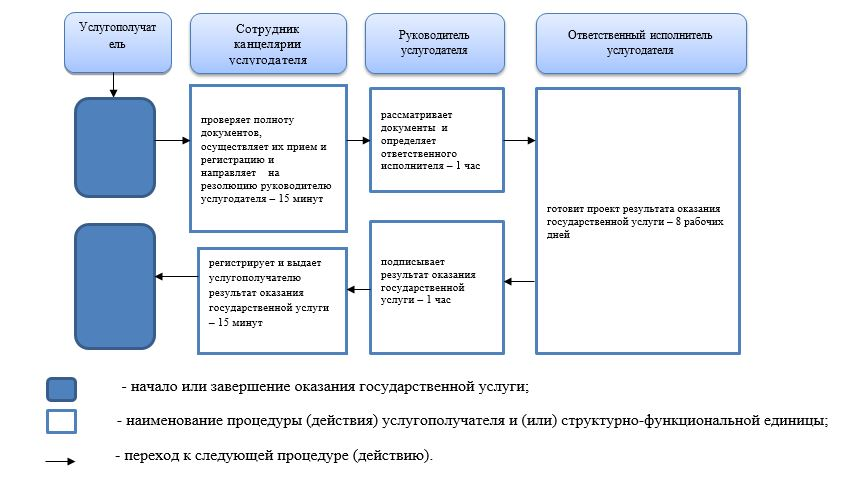 Услугополучат
ель
Сотрудник
канцелярии
услугодателя
Руководитель
услугодателя
Ответственный исполнитель
услугодателя
проверяет полноту
документов,
осуществляет их прием и
регистрацию и
направляет на
резолюцию руководителю
услугодателя – 15 минут
рассматривает
документы и
определяет
ответственного
исполнителя – 1 час
готовит проект результата оказания
государственной услуги – 8 рабочих
дней
регистрирует и выдает
услугополучателю
результат оказания
государственной услуги
– 15 минут
подписывает
результат оказания
государственной
услуги – 1 час
- начало или завершение оказания государственной услуги;
- наименование процедуры (действия) услугополучателя и (или) структурно-функциональной единицы;
- переход к следующей процедуре (действию).